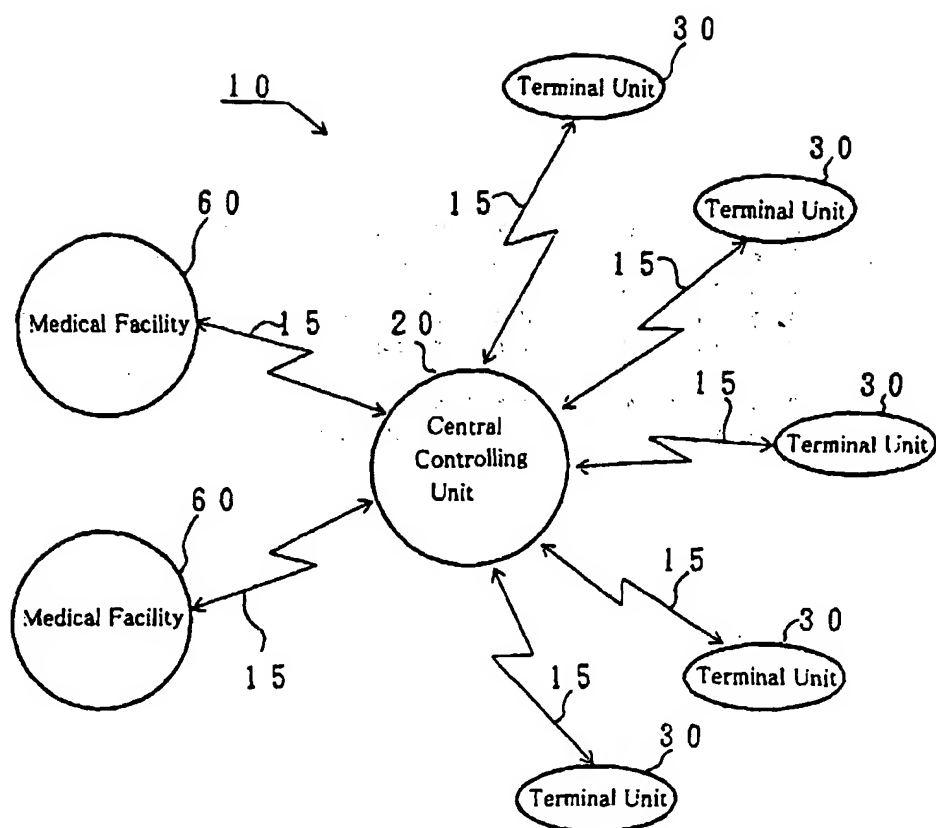 30
Terminal Unit
10
30
Terminal Unit
15
60
15
Medical Facility
15
20
30
15
Terminal Unit
Central
Controlling
Unit
60
15
Medical Facility
30
15
Terminal Unit
15
30
Terminal Unit